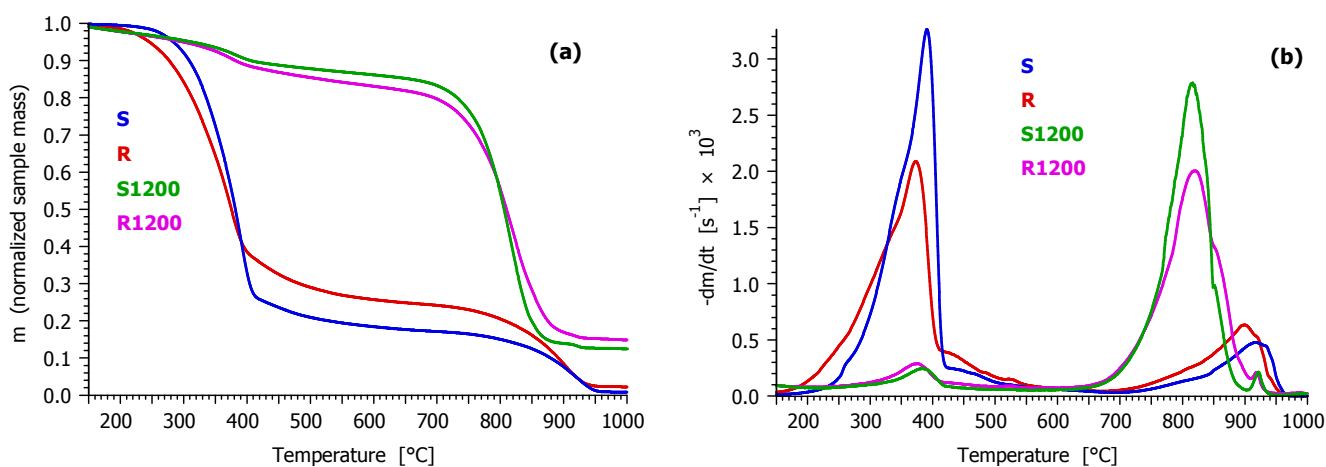 (a)
S
R
S1200
R1200
m (normalized sample mass)
1.0
0.9
0.8
0.7
0.6
0.5
0.4
0.3
0.2
0.1
0.0
200 300 400 500 600 700 800 900 1000
Temperature [°C]
(b)
S
R
S1200
R1200
-dm/dt [s⁻¹] × 10³
3.0
2.5
2.0
1.5
1.0
0.5
0.0
200 300 400 500 600 700 800 900 1000
Temperature [°C]